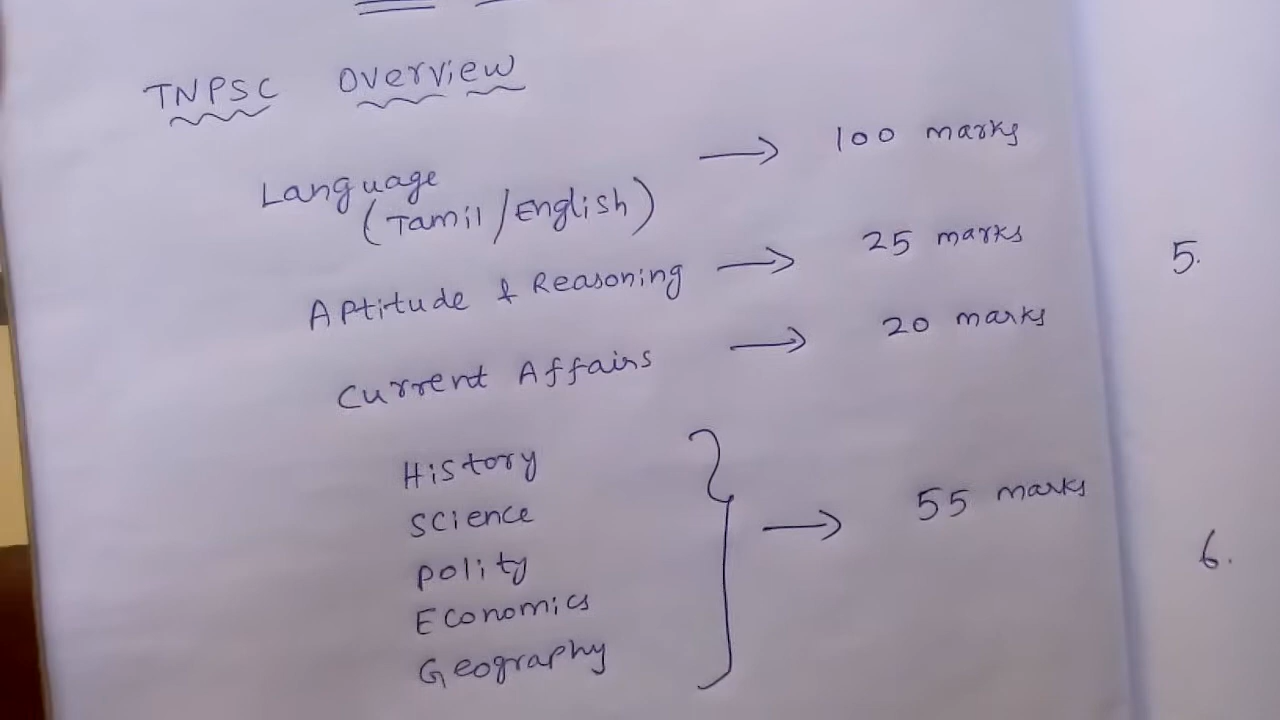 TNPSC Overview
Language → 100 marks
(Tamil/English)
Aptitude & Reasoning → 25 marks
Current Affairs → 20 marks
History
Science
Polity
Economics
Geography
} → 55 marks
5.
6.